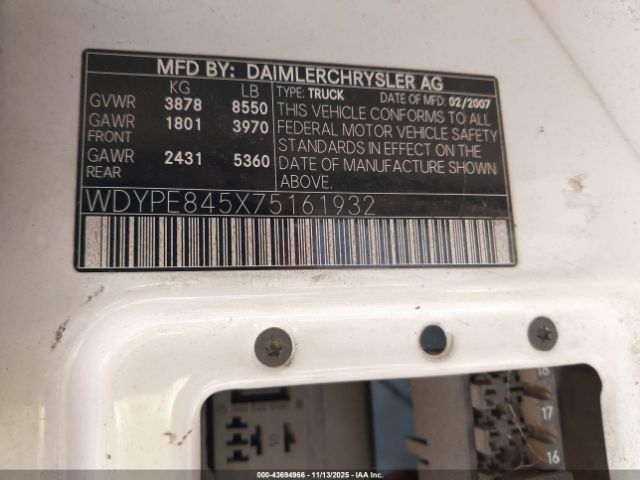 MFD BY: DAIMLERCHRYSLER AG
KG LB
GVWR 3878 8550
GAWR 1801 3970
FRONT
GAWR 2431 5360
REAR
TYPE: TRUCK DATE OF MFD: 02/2007
THIS VEHICLE CONFORMS TO ALL
FEDERAL MOTOR VEHICLE SAFETY
STANDARDS IN EFFECT ON THE
DATE OF MANUFACTURE SHOWN
ABOVE.
WDYPE845X75161932
S
18
17
16
000-43694966 - 11/13/2025 - IAA Inc.